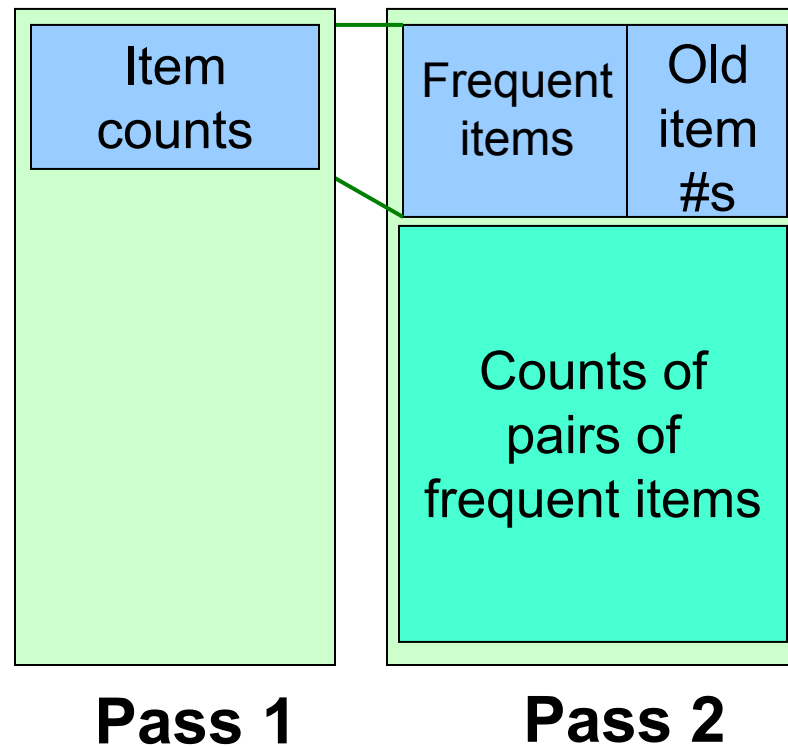 Item
counts
Frequent
items
Old
item
#s
Counts of
pairs of
frequent items
Pass 1
Pass 2